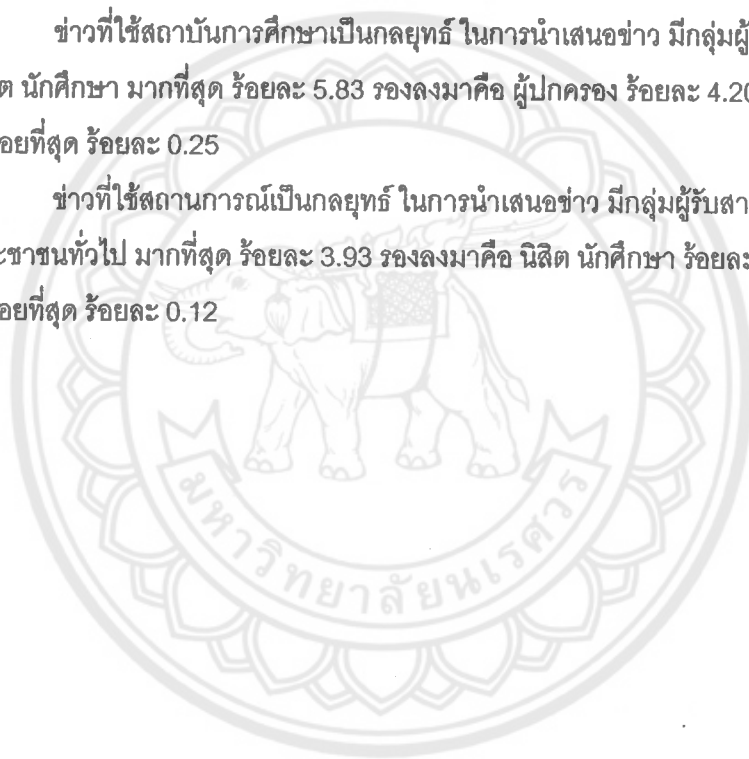 ข่าวที่ใช้สถาบันการศึกษาเป็นกลยุทธ์ ในการนำเสนอข่าว มีกลุ่มผู้
ต นักศึกษา มากที่สุด ร้อยละ 5.83 รองลงมาคือ ผู้ปกครอง ร้อยละ 4.20
อยที่สุด ร้อยละ 0.25
ข่าวที่ใช้สถานการณ์เป็นกลยุทธ์ ในการนำเสนอข่าว มีกลุ่มผู้รับสา
ะชาชนทั่วไป มากที่สุด ร้อยละ 3.93 รองลงมาคือ นิสิต นักศึกษา ร้อยละ
อยที่สุด ร้อยละ 0.12
มหาวิทยาลัยนเรศวร